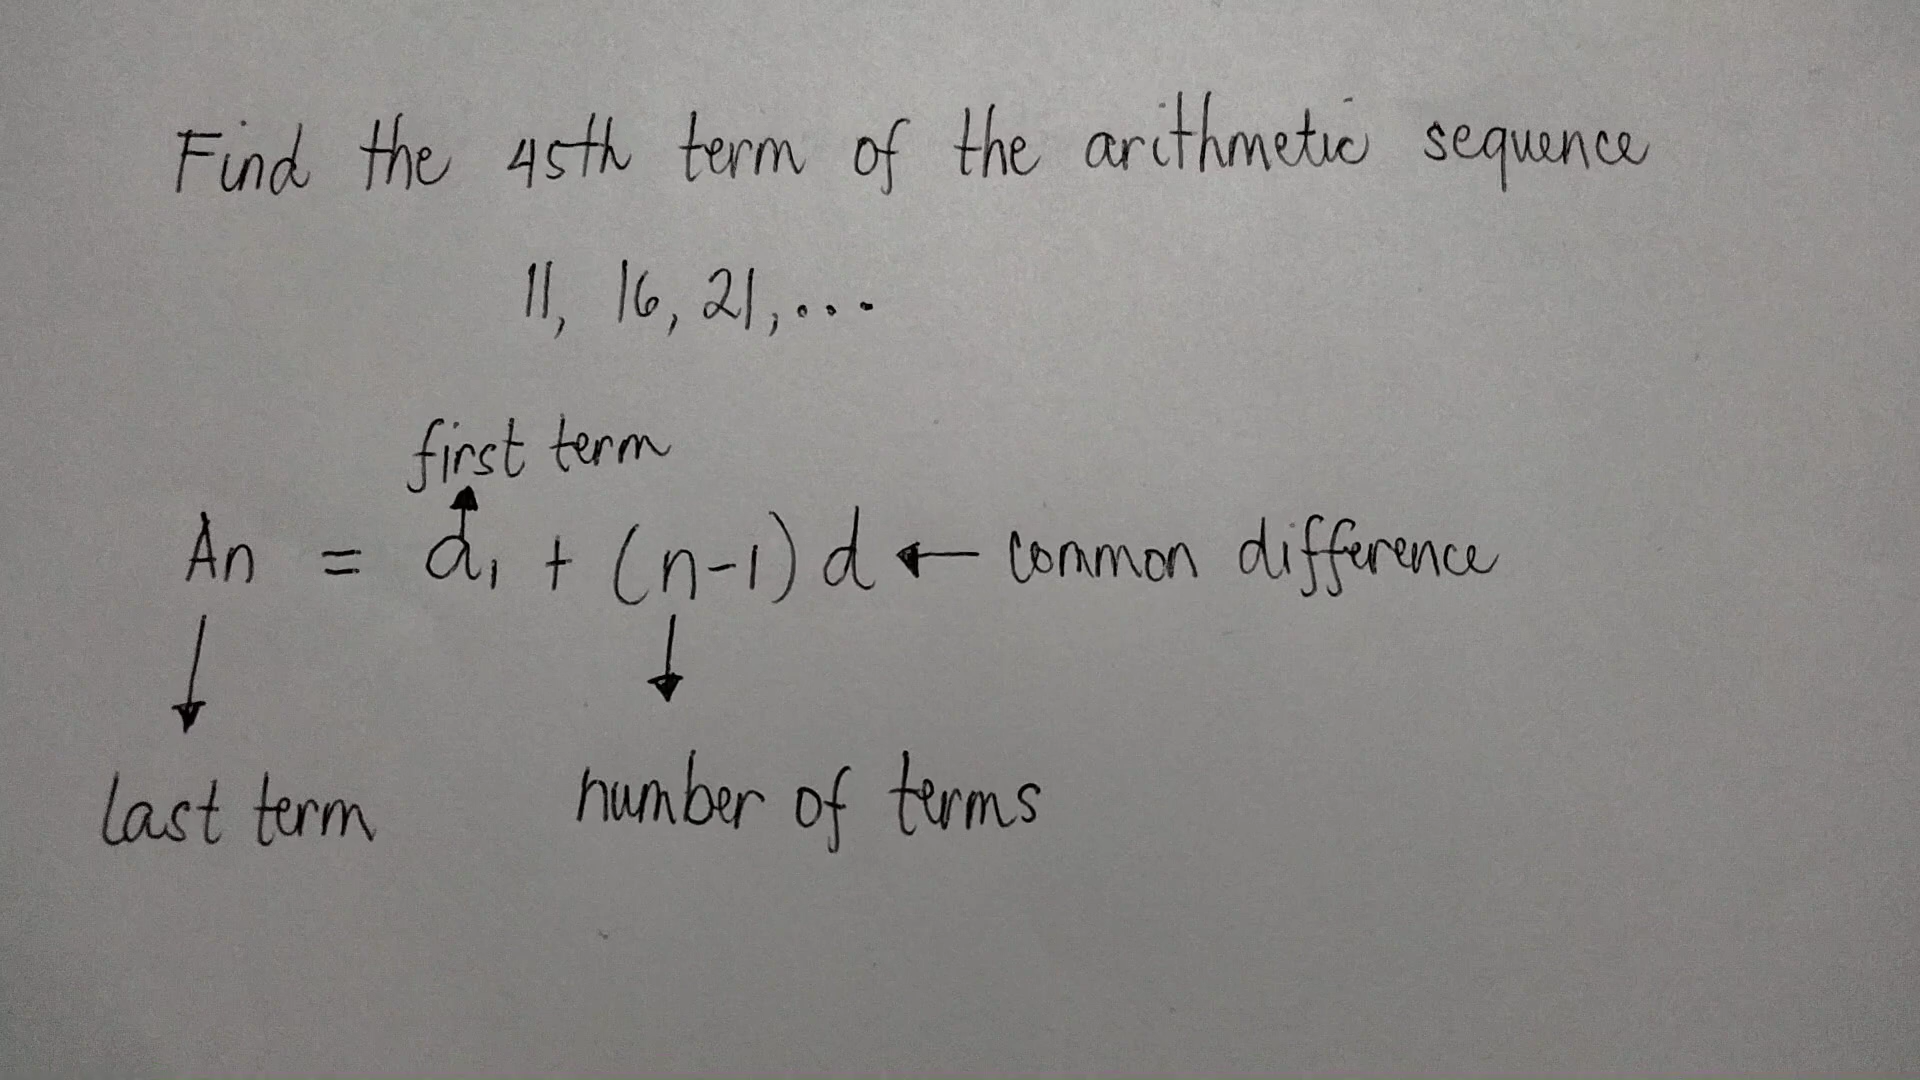 Find the 45th term of the arithmetic sequence
11, 16, 21, ...
first term
An = a₁ + (n-1) d ← common difference
last term number of terms